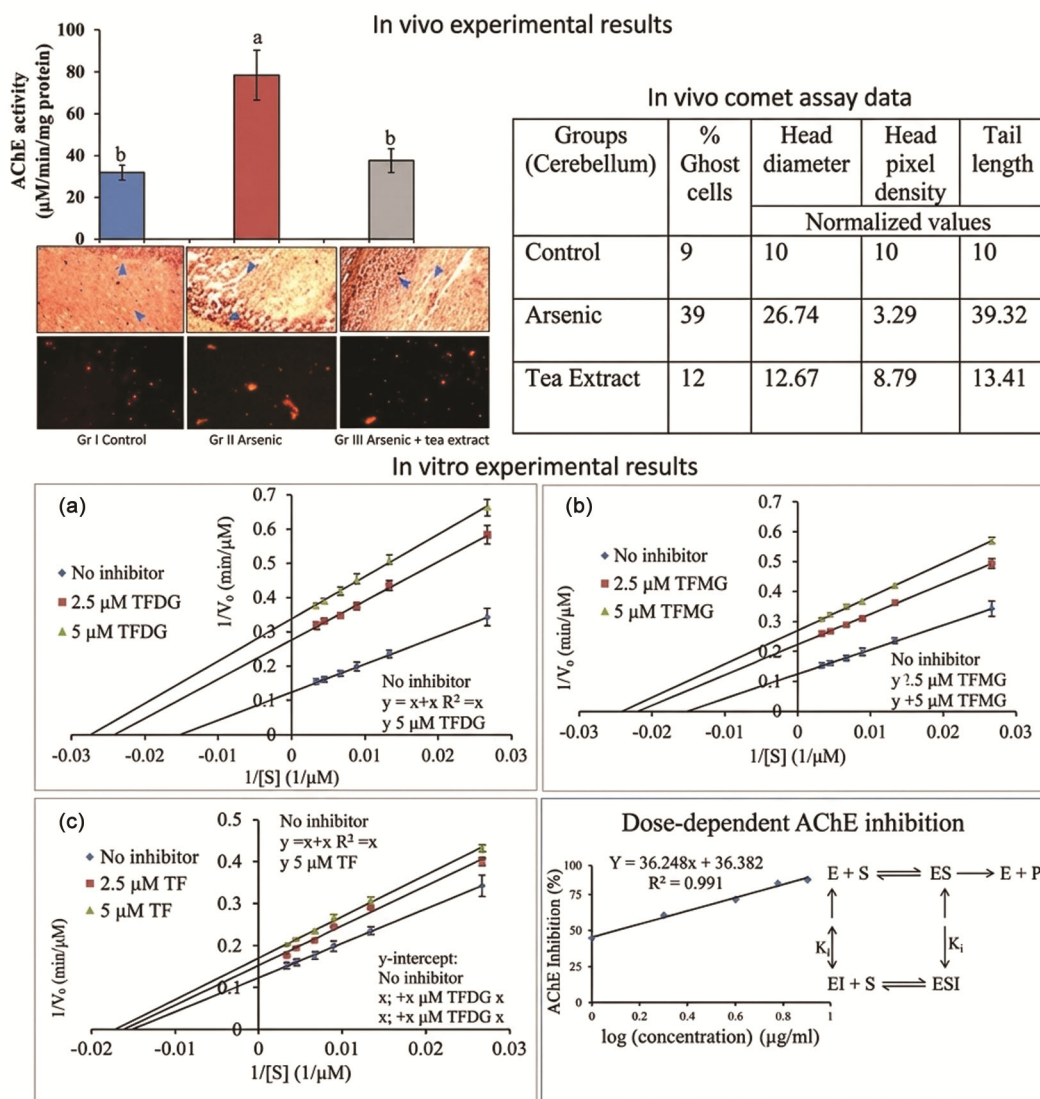 In vivo experimental results
AChE activity
(µM/min/mg protein)
100
80
60
40
20
0
b
a
b
Gr I Control
Gr II Arsenic
Gr III Arsenic + tea extract
In vivo comet assay data
Groups (Cerebellum) % Ghost cells Head diameter Head pixel density Tail length
Normalized values
Control 9 10 10 10
Arsenic 39 26.74 3.29 39.32
Tea Extract 12 12.67 8.79 13.41
In vitro experimental results
(a)
No inhibitor
2.5 µM TFDG
5 µM TFDG
1/Vo (min/µM)
0.7
0.6
0.5
0.4
0.3
0.2
0.1
0
No inhibitor
y = x+x R² =x
y 5 µM TFDG
-0.03 -0.02 -0.01 0 0.01 0.02 0.03
1/[S] (1/µM)
(b)
No inhibitor
2.5 µM TFMG
5 µM TFMG
1/Vo (min/µM)
0.7
0.6
0.5
0.4
0.3
0.2
0.1
0
No inhibitor
y 2.5 µM TFMG
y +5 µM TFMG
-0.03 -0.02 -0.01 0 0.01 0.02 0.03
1/[S] (1/µM)
(c)
No inhibitor
2.5 µM TF
5 µM TF
1/Vo (min/µM)
0.5
0.4
0.3
0.2
0.1
0
No inhibitor
y =x+x R² =x
y 5 µM TF
y-intercept:
No inhibitor
x; +x µM TFDG x
x; +x µM TFDG x
-0.02 -0.01 0 0.01 0.02 0.03
1/[S] (1/µM)
Dose-dependent AChE inhibition
AChE Inhibition (%)
100
75
50
25
0
Y = 36.248x + 36.382
R² = 0.991
0 0.2 0.4 0.6 0.8 1
log (concentration) (µg/ml)
E + S ES E + P
Ki Ki
EI + S ESI